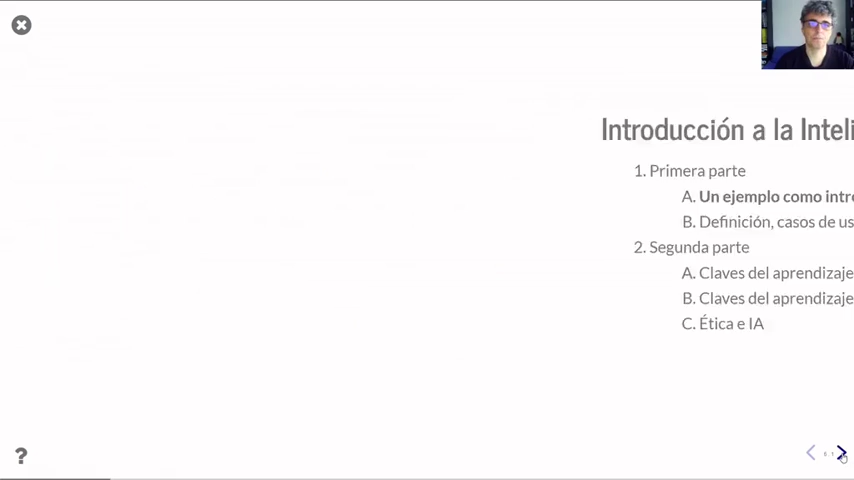 Introducción a la Inteli
1. Primera parte
A. Un ejemplo como intro
B. Definición, casos de us
2. Segunda parte
A. Claves del aprendizaje
B. Claves del aprendizaje
C. Ética e IA
?